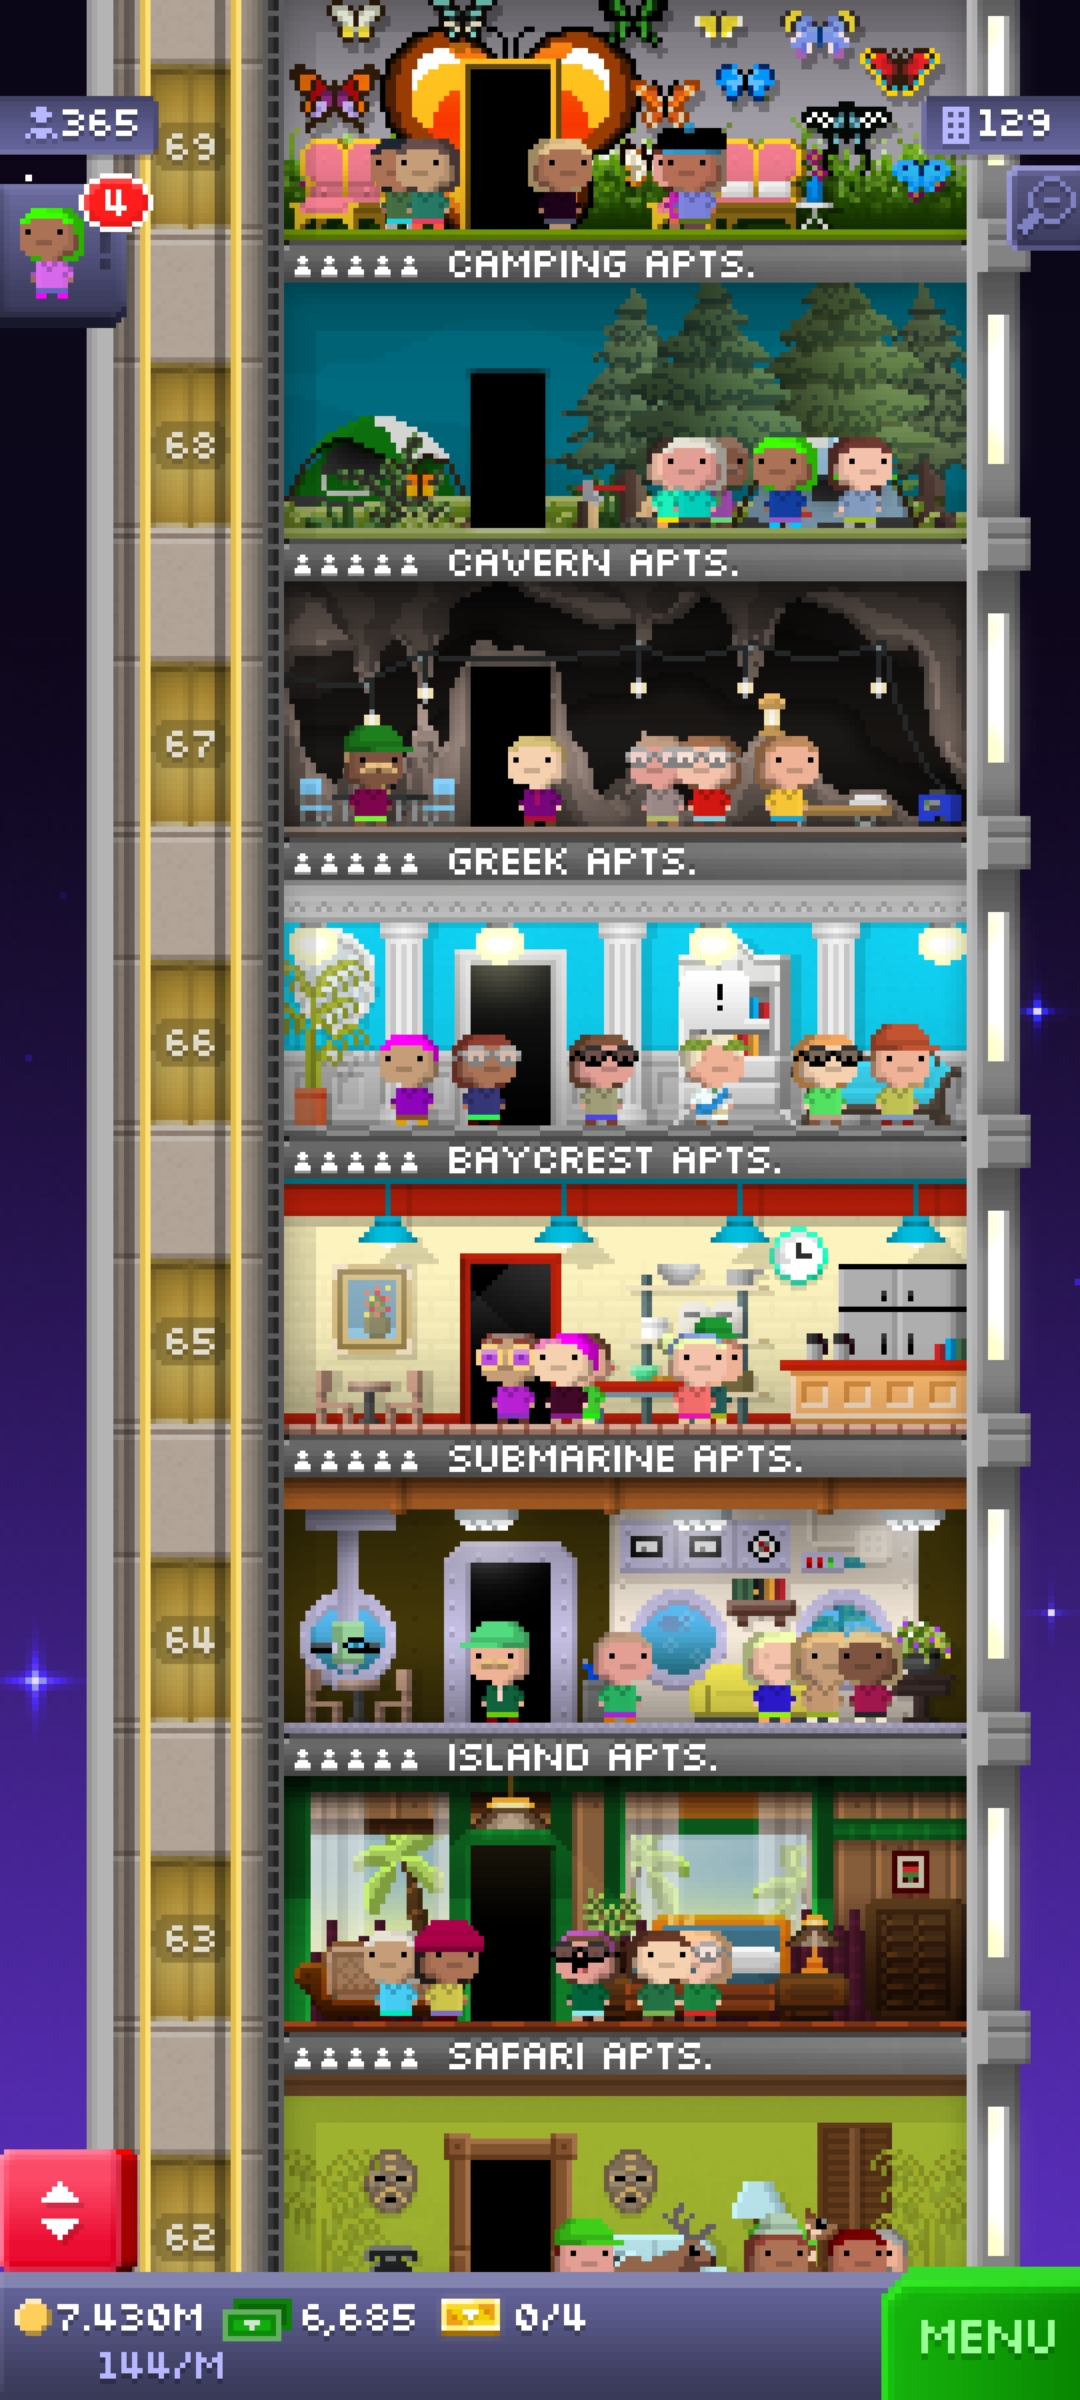 69
365
129
4
CAMPING APTS.
68
CAVERN APTS.
67
GREEK APTS.
!
66
BAYCREST APTS.
65
SUBMARINE APTS.
64
ISLAND APTS.
63
SAFARI APTS.
62
7.430M 6,685 0/4
144/M
MENU